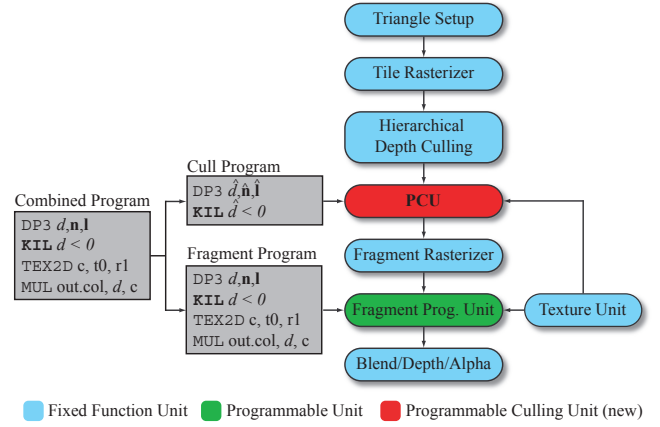 Triangle Setup
Tile Rasterizer
Hierarchical
Depth Culling
Cull Program
DP3 d̂,n̂,l̂
KIL d̂ < 0
PCU
Combined Program
DP3 d,n,l
KIL d < 0
TEX2D c, t0, r1
MUL out.col, d, c
Fragment Program
DP3 d,n,l
KIL d < 0
TEX2D c, t0, r1
MUL out.col, d, c
Fragment Rasterizer
Fragment Prog. Unit
Texture Unit
Blend/Depth/Alpha
Fixed Function Unit
Programmable Unit
Programmable Culling Unit (new)